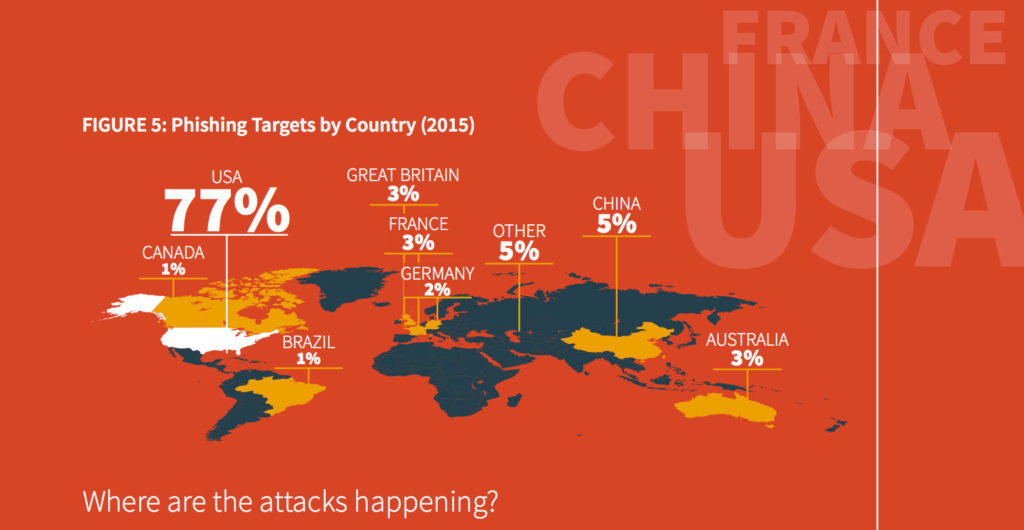 FRANCE
CHINA
USA
FIGURE 5: Phishing Targets by Country (2015)
USA
77%
CANADA
1%
GREAT BRITAIN
3%
FRANCE
3%
GERMANY
2%
OTHER
5%
CHINA
5%
BRAZIL
1%
AUSTRALIA
3%
Where are the attacks happening?